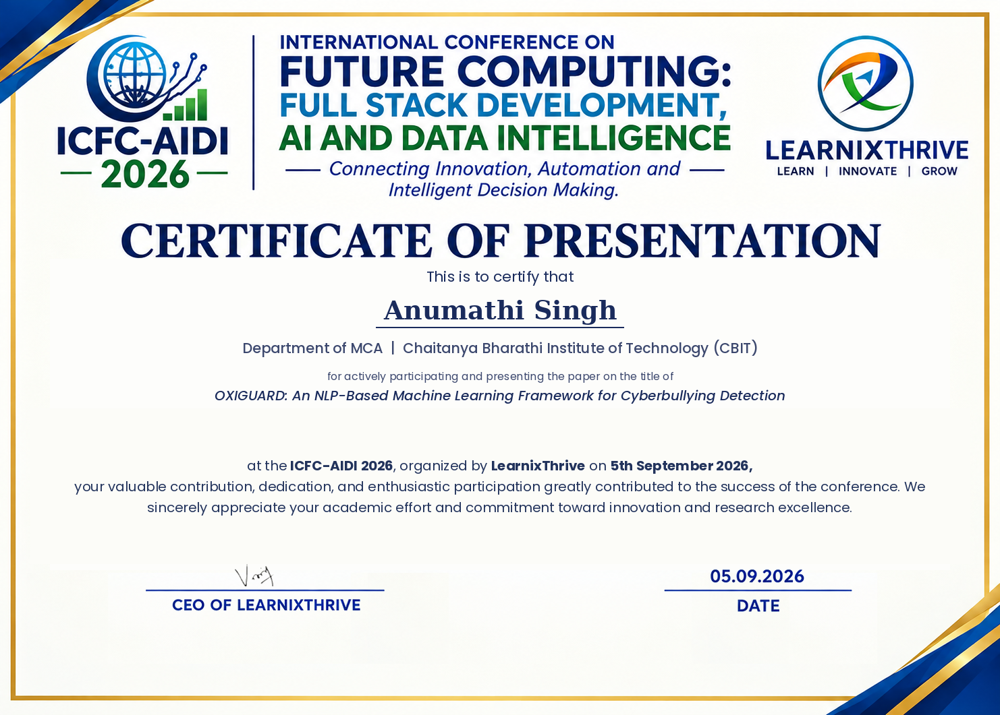 INTERNATIONAL CONFERENCE ON
FUTURE COMPUTING:
FULL STACK DEVELOPMENT,
AI AND DATA INTELLIGENCE
Connecting Innovation, Automation and
Intelligent Decision Making.
ICFC-AIDI
2026
LEARNIXTHRIVE
LEARN | INNOVATE | GROW
CERTIFICATE OF PRESENTATION
This is to certify that
Anumathi Singh
Department of MCA | Chaitanya Bharathi Institute of Technology (CBIT)
for actively participating and presenting the paper on the title of
OXIGUARD: An NLP-Based Machine Learning Framework for Cyberbullying Detection
at the ICFC-AIDI 2026, organized by LearnixThrive on 5th September 2026,
your valuable contribution, dedication, and enthusiastic participation greatly contributed to the success of the conference. We
sincerely appreciate your academic effort and commitment toward innovation and research excellence.
05.09.2026
CEO OF LEARNIXTHRIVE
DATE